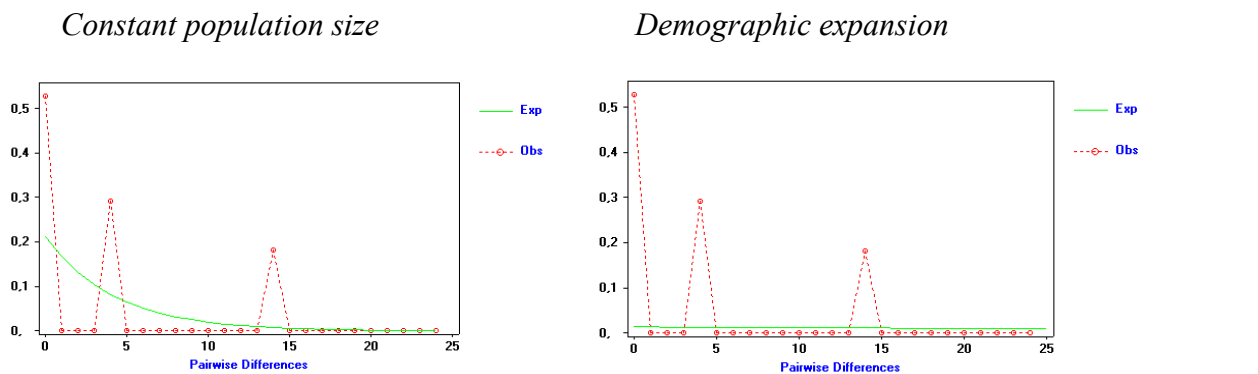 Constant population size
Demographic expansion
0,5
0,4
0,3
0,2
0,1
0,
0 5 10 15 20 25
Pairwise Differences
Exp
Obs
0,5
0,4
0,3
0,2
0,1
0,
0 5 10 15 20 25
Pairwise Differences
Exp
Obs